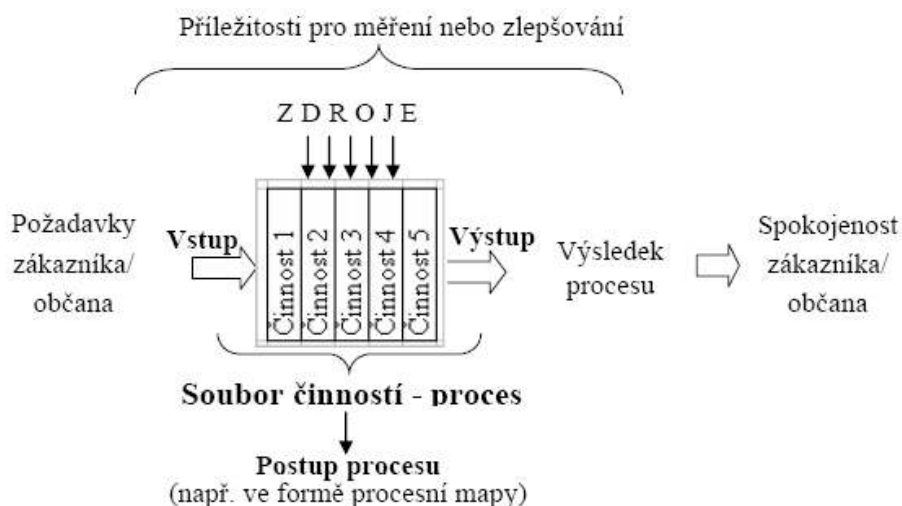 Příležitosti pro měření nebo zlepšování
Z D R O J E
Požadavky
zákazníka/
občana
Vstup
Činnost 1
Činnost 2
Činnost 3
Činnost 4
Činnost 5
Výstup
Výsledek
procesu
Spokojenost
zákazníka/
občana
Soubor činností - proces
Postup procesu
(např. ve formě procesní mapy)